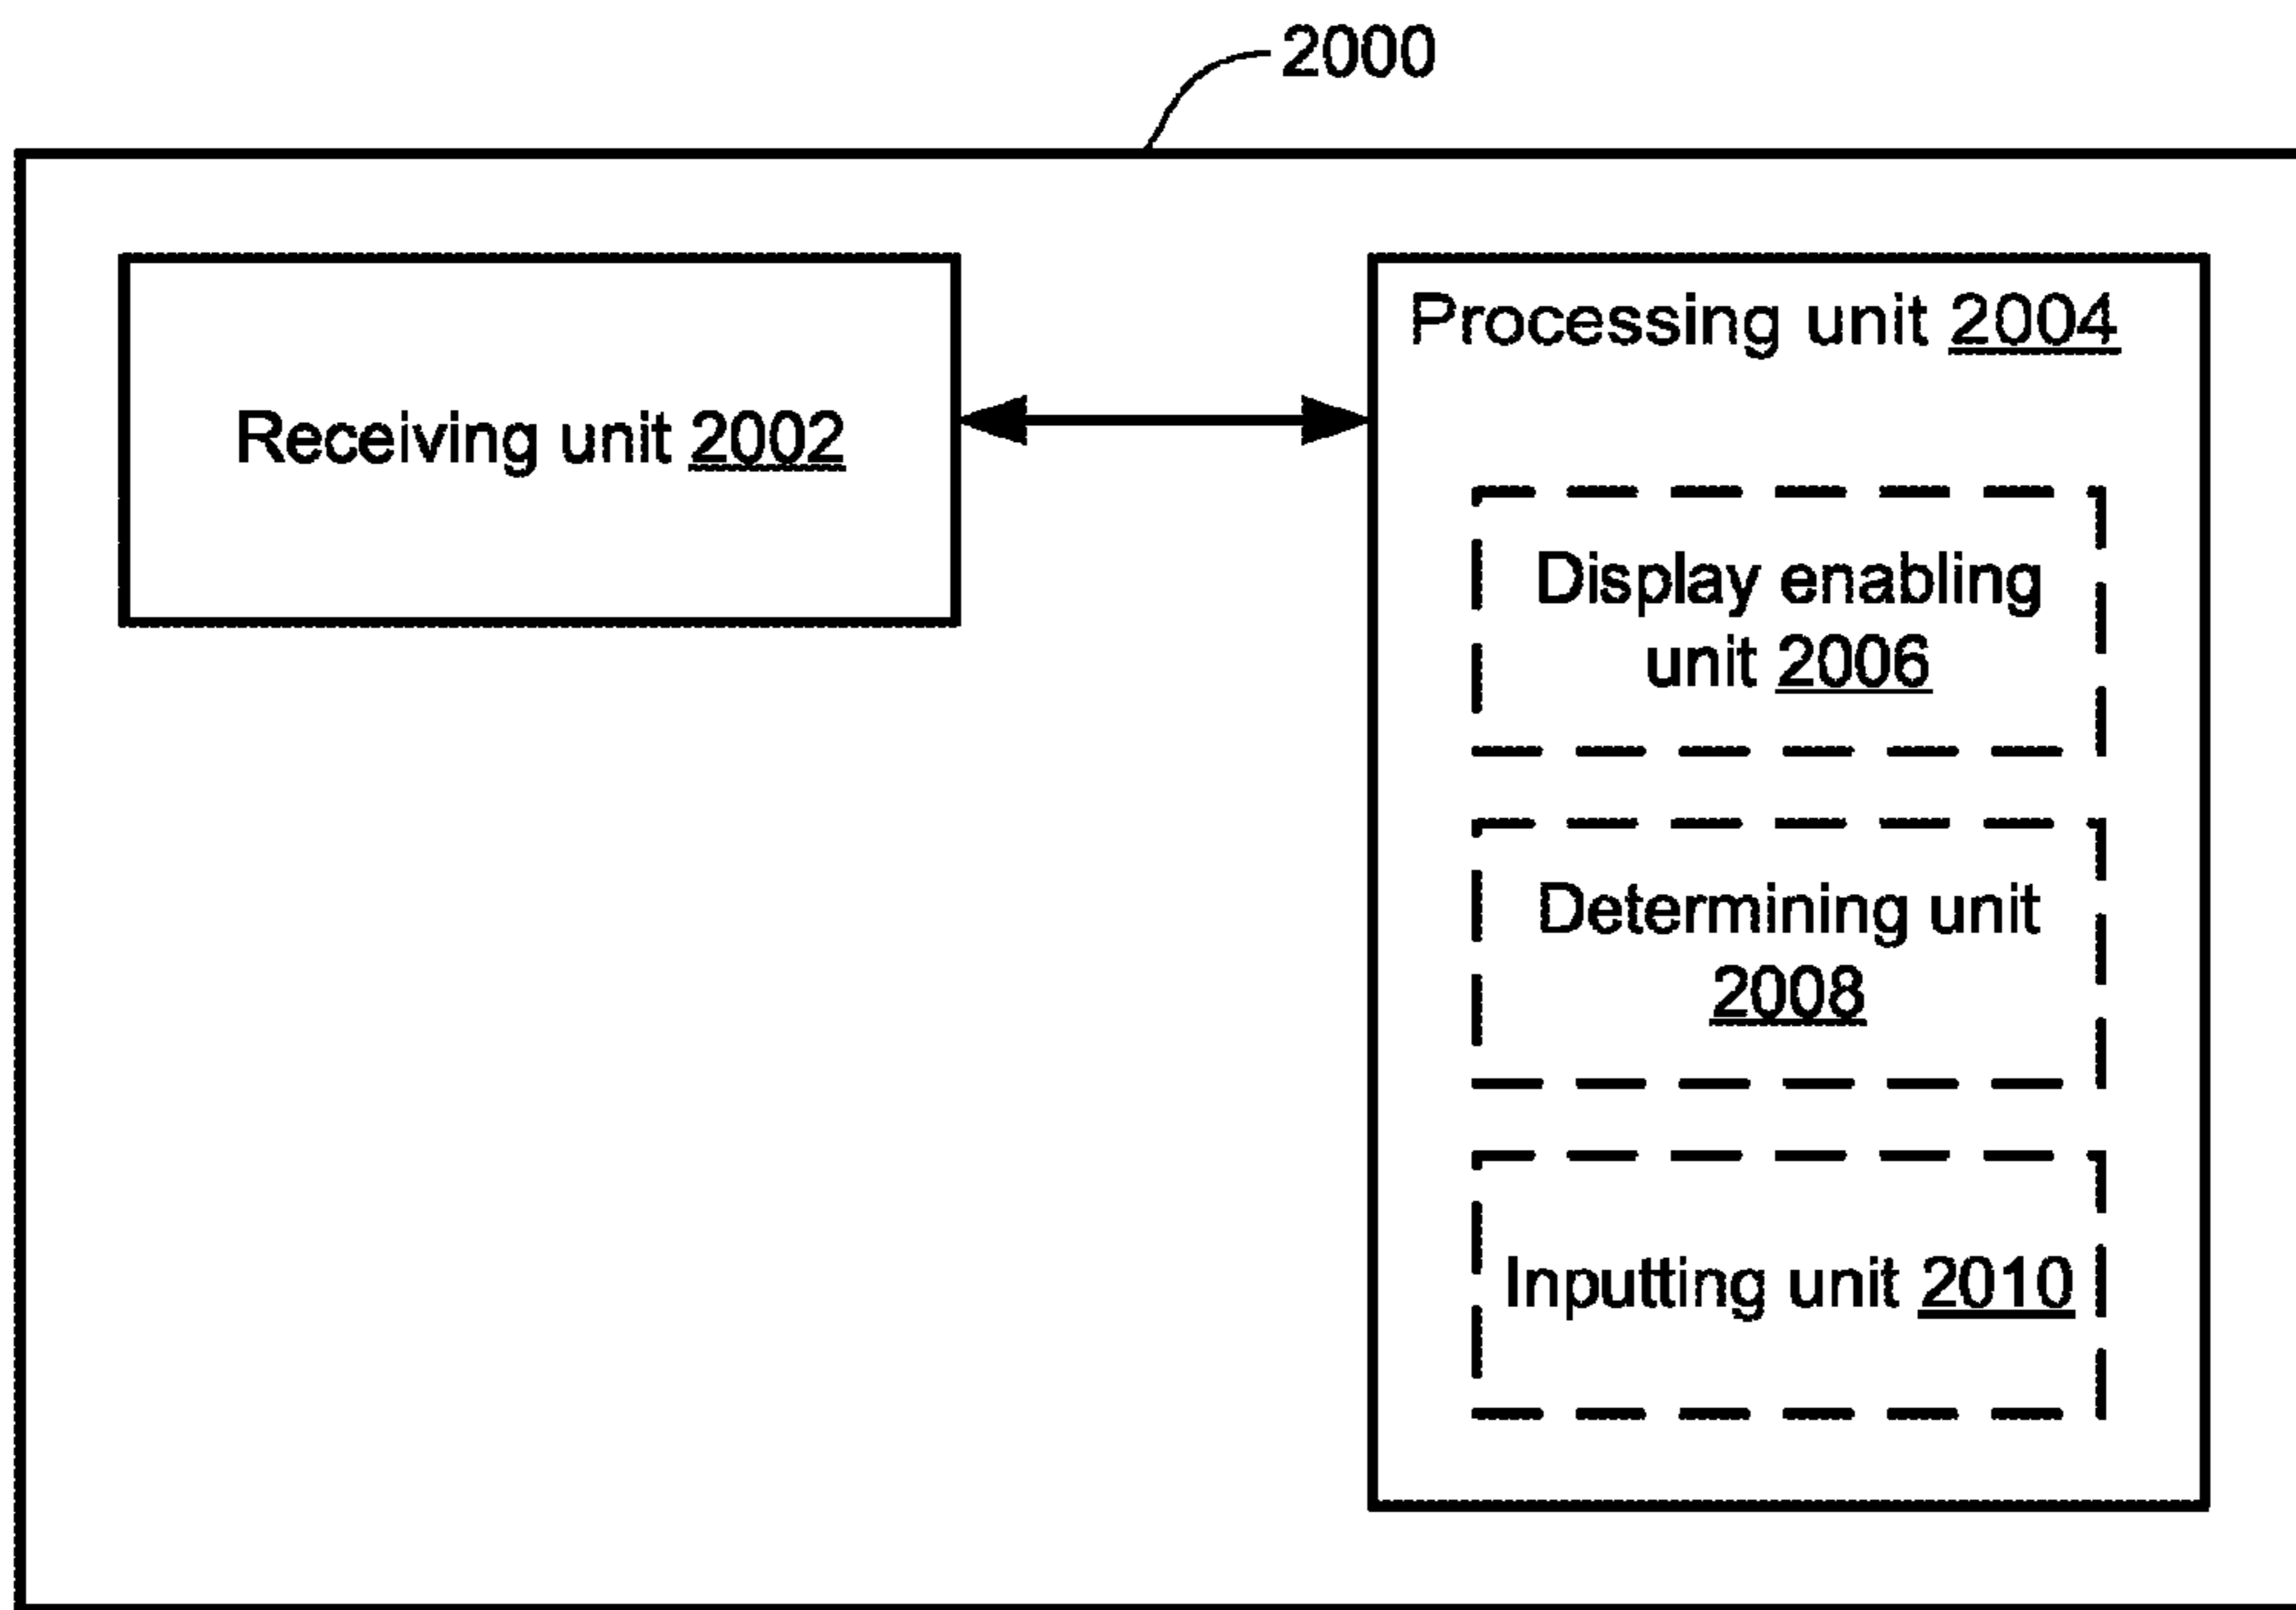 2000
Receiving unit 2002
Processing unit 2004
Display enabling
unit 2006
Determining unit
2008
Inputting unit 2010